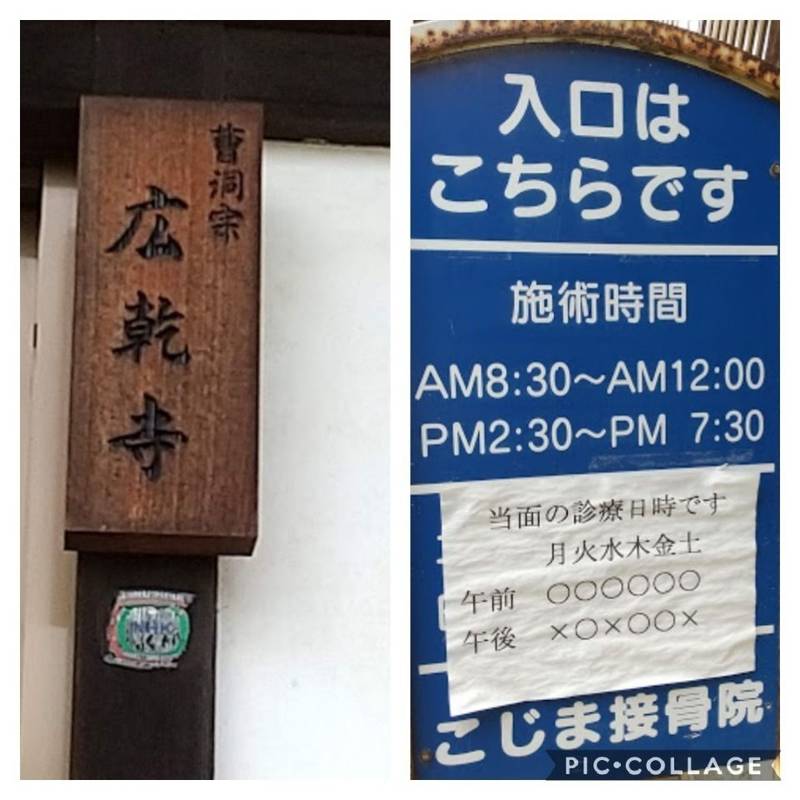 曹洞宗
広乾寺
入口は
こちらです
施術時間
AM8:30～AM12:00
PM2:30～PM 7:30
当面の診療日時です
月火水木金土
午前 ○○○○○○
午後 ×○×○○×
こじま接骨院
PIC•COLLAGE